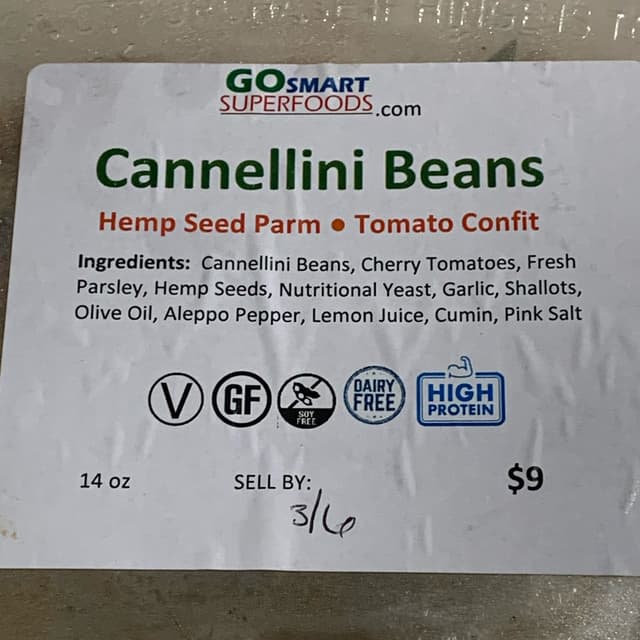 GOSMART
SUPERFOODS.com
Cannellini Beans
Hemp Seed Parm • Tomato Confit
Ingredients: Cannellini Beans, Cherry Tomatoes, Fresh
Parsley, Hemp Seeds, Nutritional Yeast, Garlic, Shallots,
Olive Oil, Aleppo Pepper, Lemon Juice, Cumin, Pink Salt
V GF SOY FREE DAIRY FREE HIGH PROTEIN
14 oz SELL BY: $9
3/6